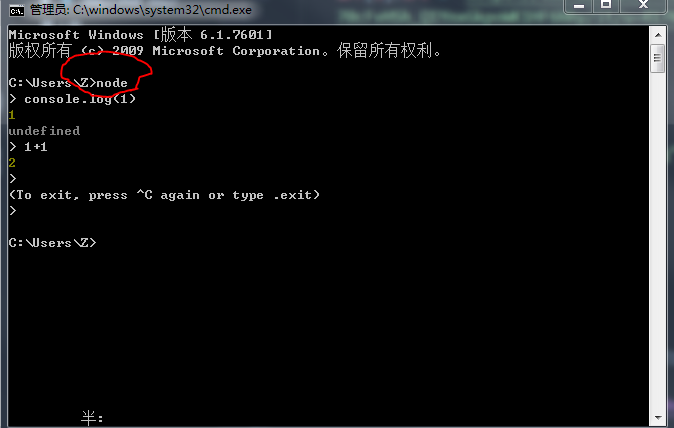 管理员: C:\windows\system32\cmd.exe
Microsoft Windows [版本 6.1.7601]
版权所有 (c) 2009 Microsoft Corporation。保留所有权利。
C:\Users\Z>node
> console.log(1)
1
undefined
> 1+1
2
>
(To exit, press ^C again or type .exit)
>
C:\Users\Z>
半: